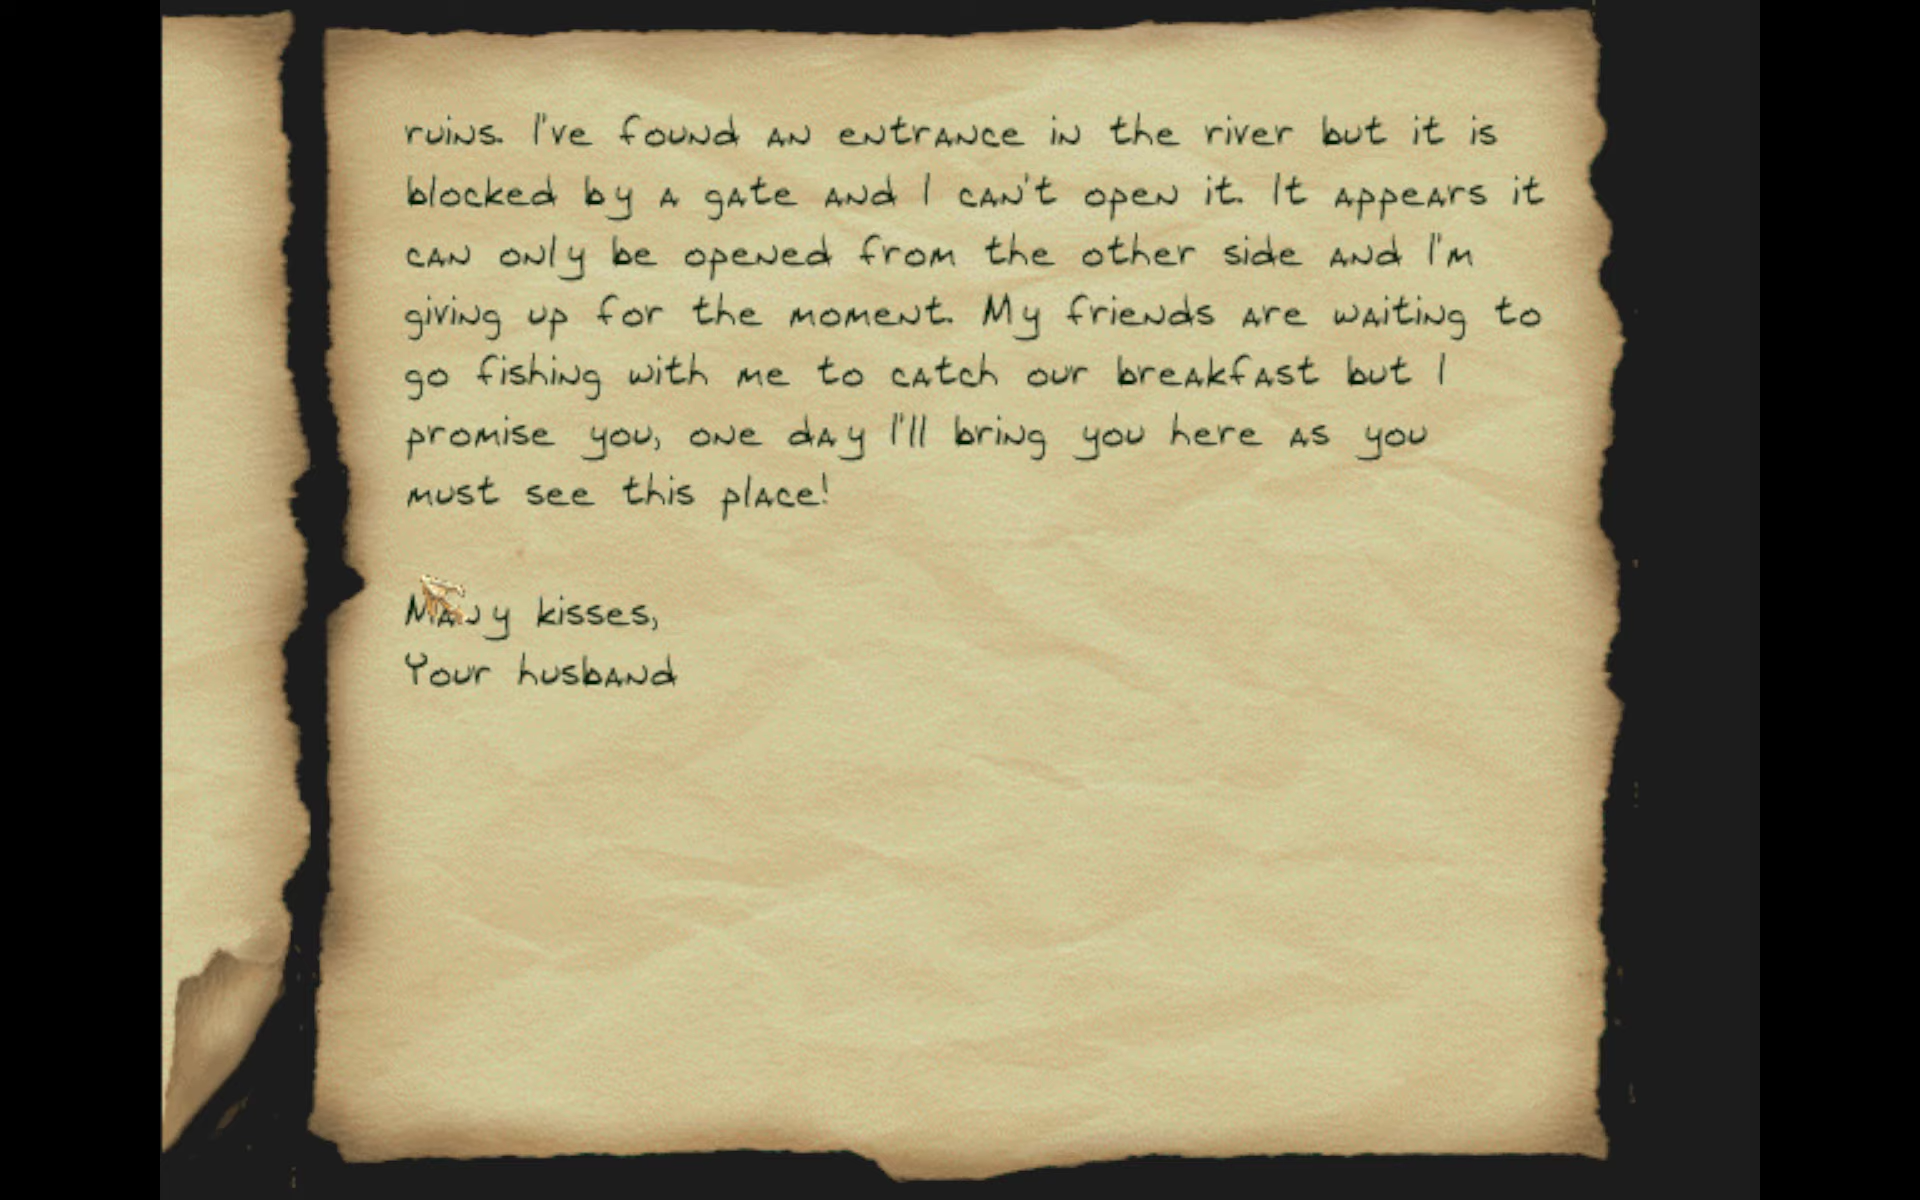 ruins. I've found an entrance in the river but it is
blocked by a gate and I can't open it. It appears it
can only be opened from the other side and I'm
giving up for the moment. My friends are waiting to
go fishing with me to catch our breakfast but I
promise you, one day I'll bring you here as you
must see this place!
Many kisses,
Your husband